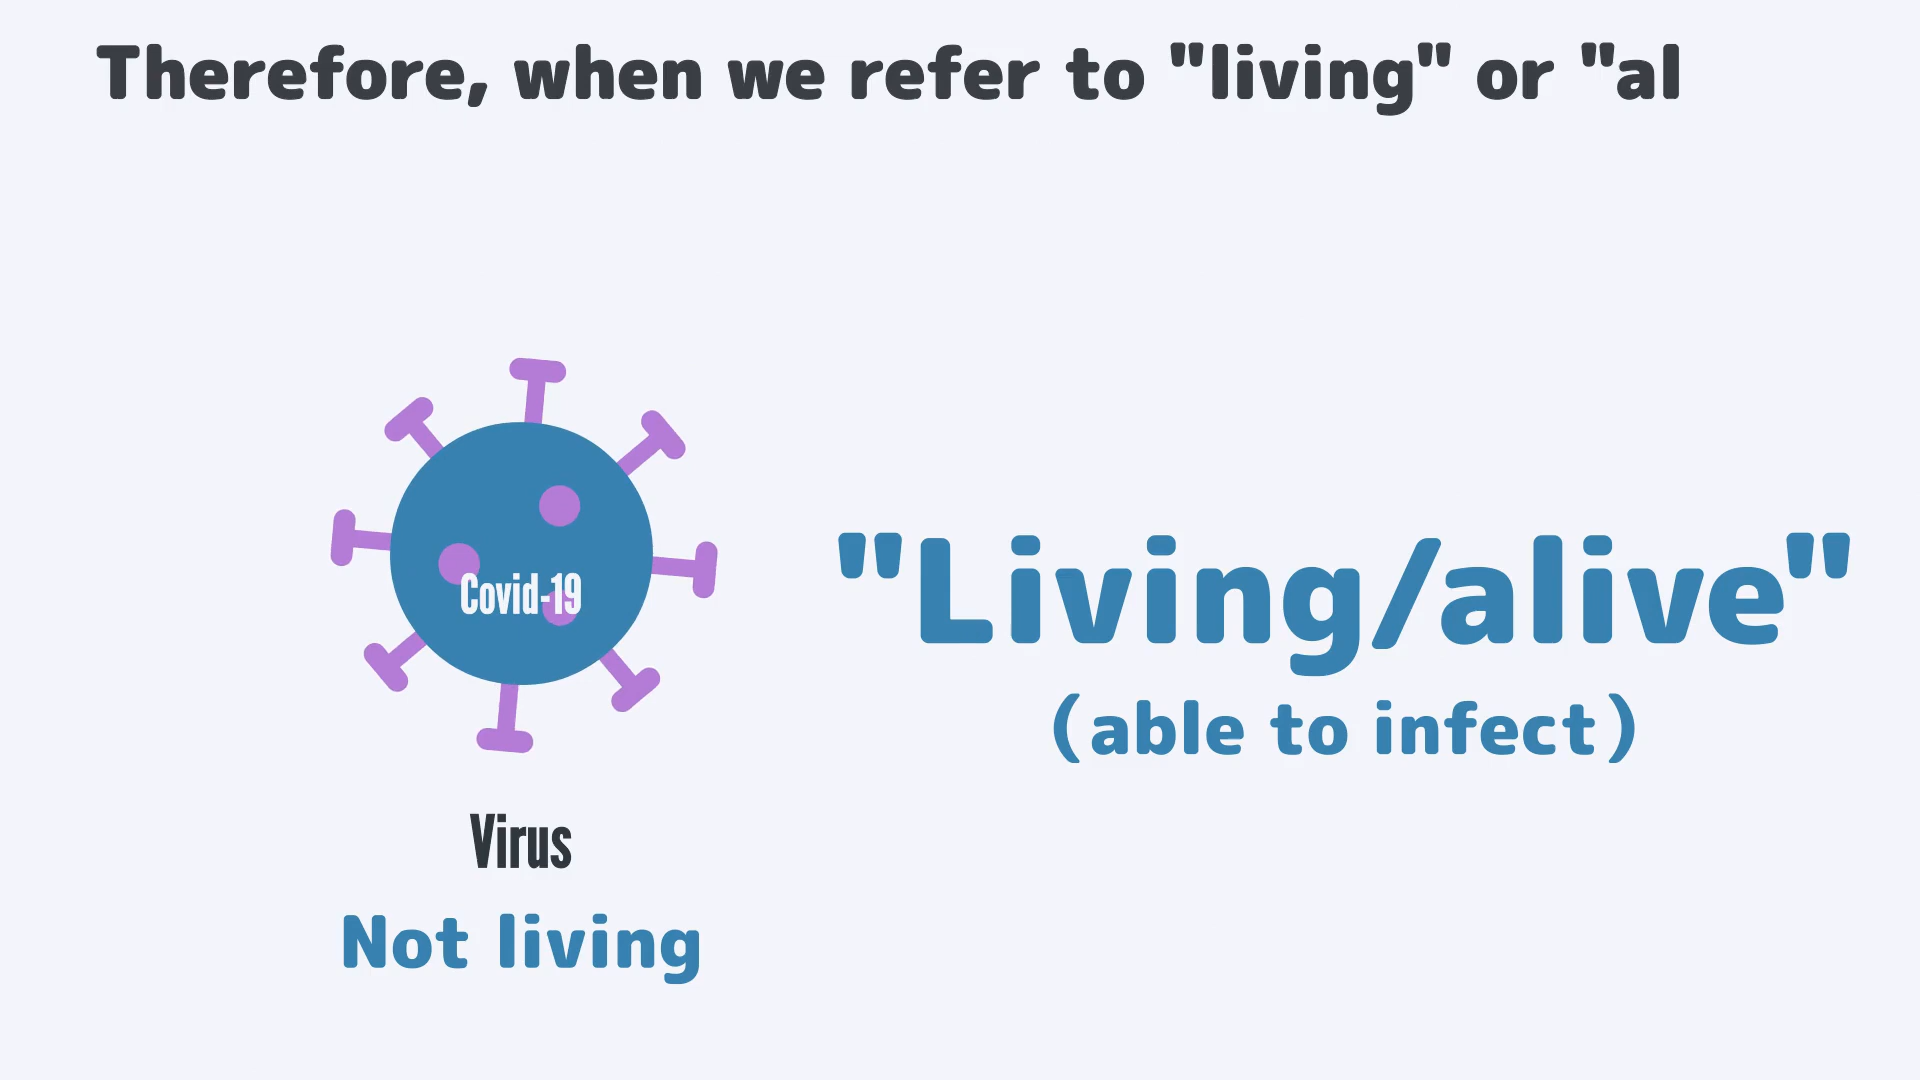 Therefore, when we refer to "living" or "al
Covid-19
"Living/alive"
(able to infect)
Virus
Not living